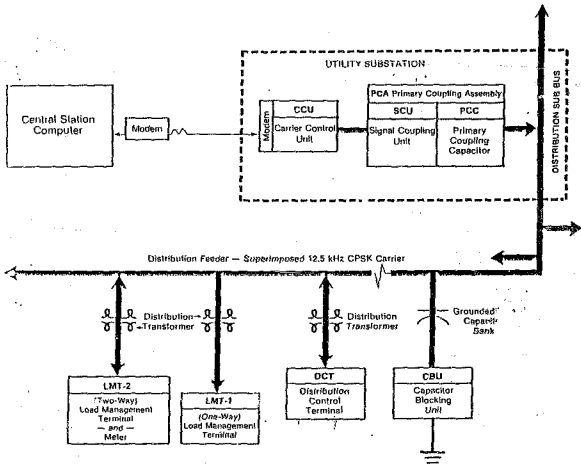 UTILITY SUBSTATION
PCA Primary Coupling Assembly
CCU
SCU
PCC
Central Station
Computer
Modem
Modem
Carrier Control
Unit
Signal Coupling
Unit
Primary
Coupling
Capacitor
DISTRIBUTION SUB BUS
Distribution Feeder — Superimposed 12.5 kHz CPSK Carrier
Distribution
Transformer
Distribution
Transformer
Grounded
Bank
LMT-2
(Two-Way)
Load Management
Terminal
— and —
Meter
LMT-1
(One-Way)
Load Management
Terminal
DCT
Distribution
Control
Terminal
CBU
Capacitor
Blocking
Unit